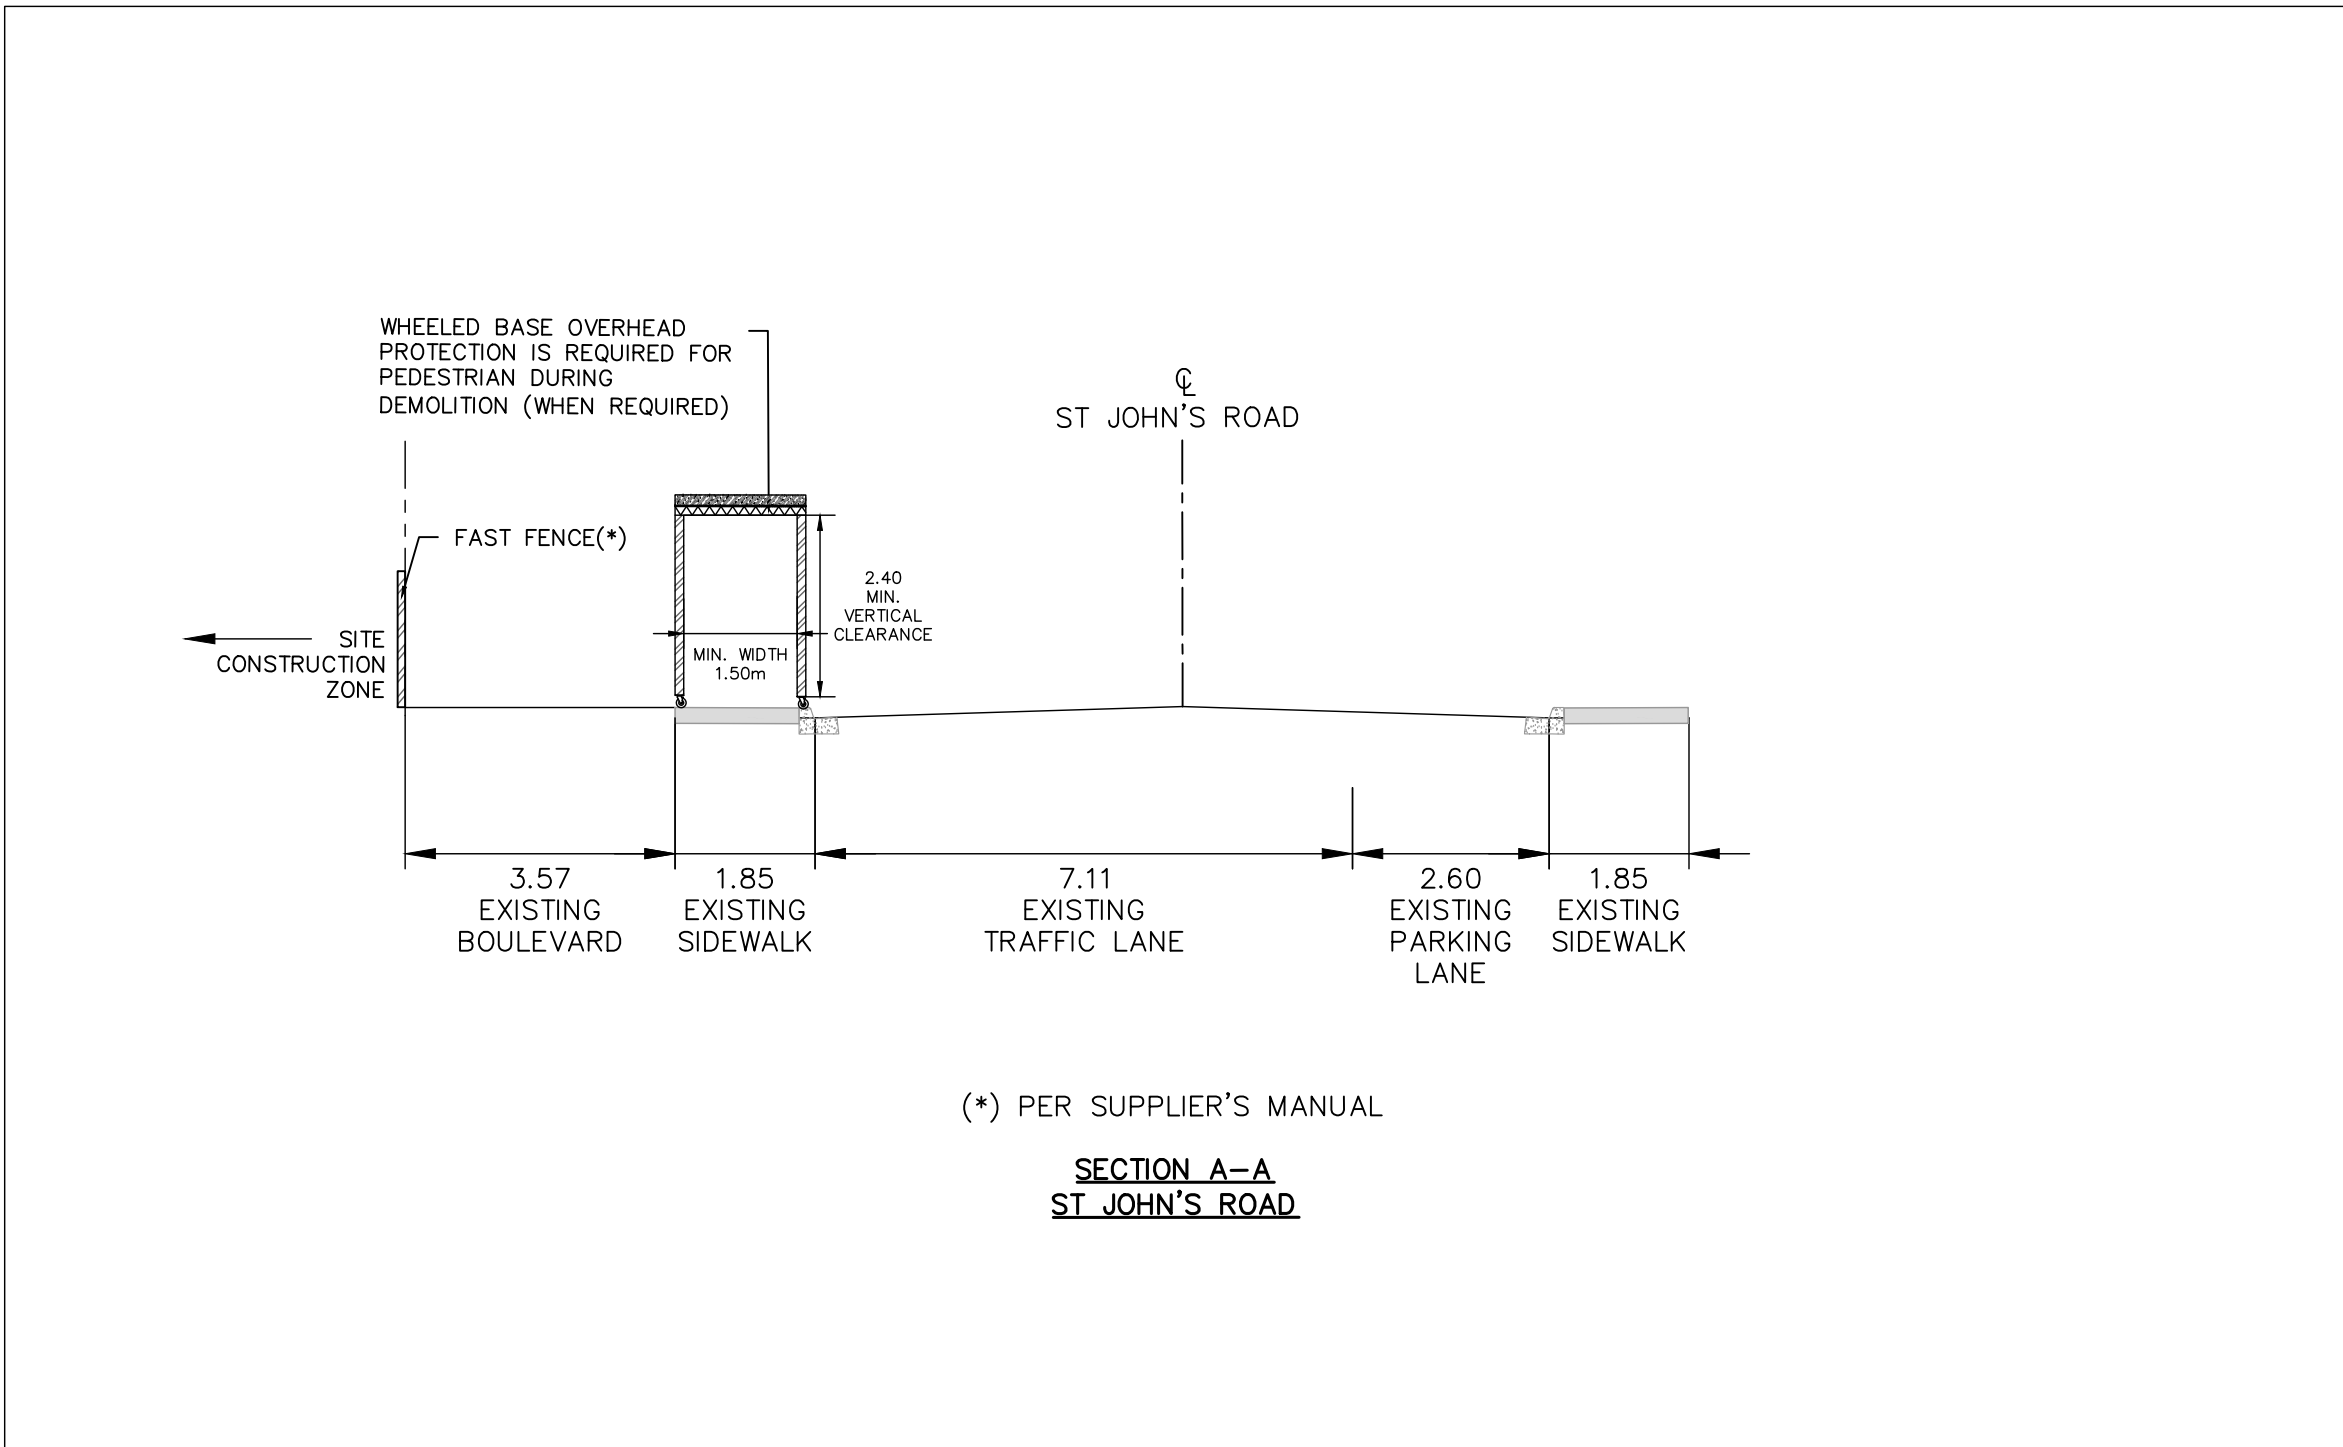 WHEELED BASE OVERHEAD
PROTECTION IS REQUIRED FOR
PEDESTRIAN DURING
DEMOLITION (WHEN REQUIRED)
℄
ST JOHN'S ROAD
FAST FENCE(*)
2.40
MIN.
VERTICAL
CLEARANCE
SITE
CONSTRUCTION
ZONE
MIN. WIDTH
1.50m
3.57
EXISTING
BOULEVARD
1.85
EXISTING
SIDEWALK
7.11
EXISTING
TRAFFIC LANE
2.60
EXISTING
PARKING
LANE
1.85
EXISTING
SIDEWALK
(*) PER SUPPLIER'S MANUAL
SECTION A-A
ST JOHN'S ROAD